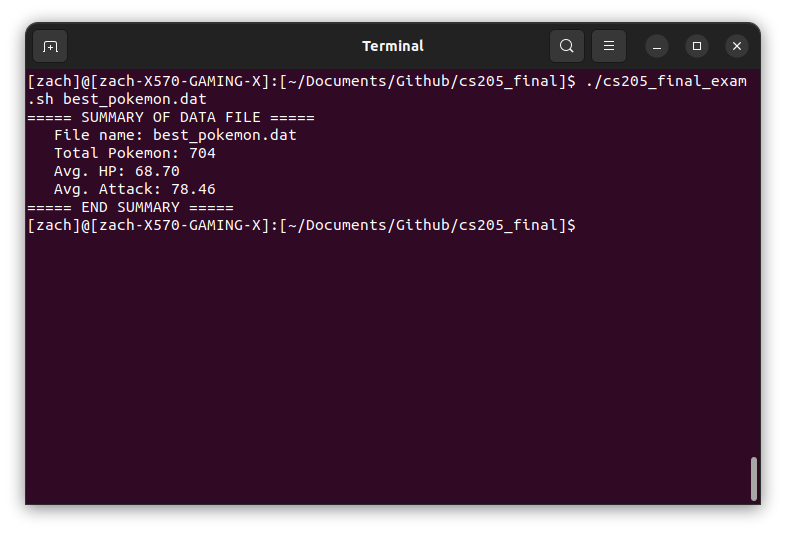 Terminal
[zach]@[zach-X570-GAMING-X]:[~/Documents/Github/cs205_final]$ ./cs205_final_exam
.sh best_pokemon.dat
===== SUMMARY OF DATA FILE =====
   File name: best_pokemon.dat
   Total Pokemon: 704
   Avg. HP: 68.70
   Avg. Attack: 78.46
===== END SUMMARY =====
[zach]@[zach-X570-GAMING-X]:[~/Documents/Github/cs205_final]$